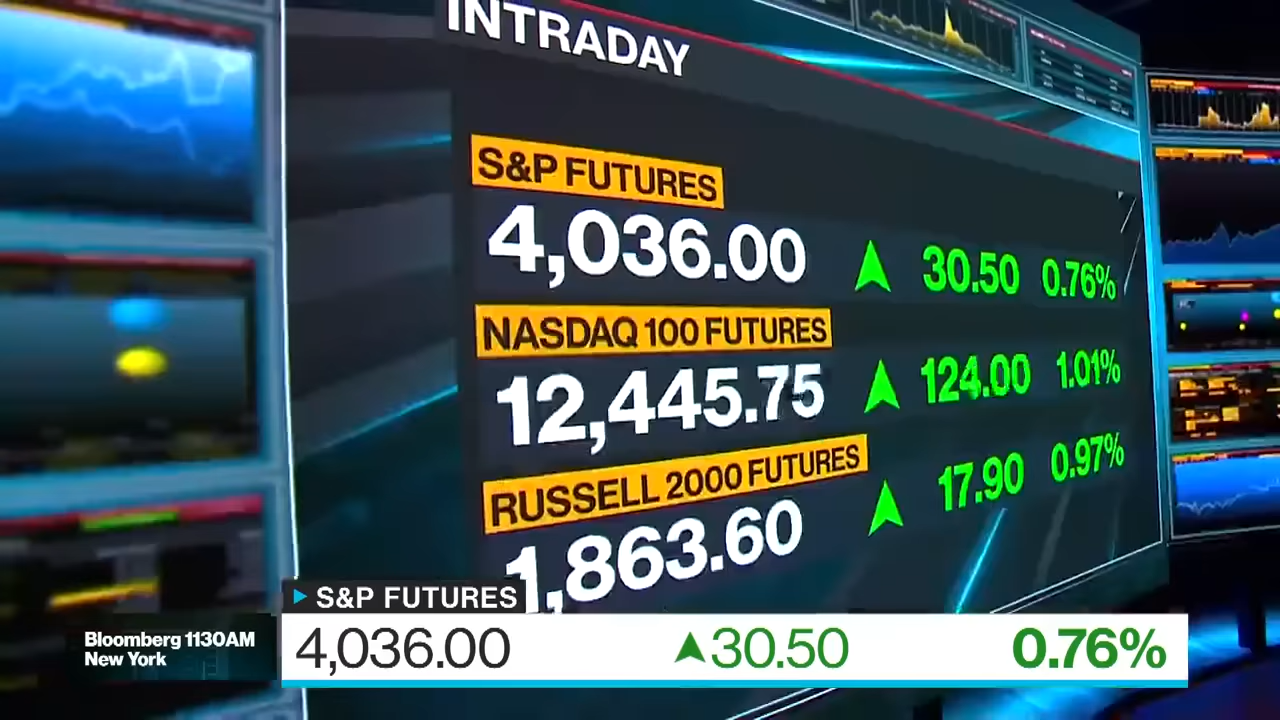 INTRADAY
S&P FUTURES
4,036.00 30.50 0.76%
NASDAQ 100 FUTURES
12,445.75 124.00 1.01%
RUSSELL 2000 FUTURES
1,863.60 17.90 0.97%
S&P FUTURES
Bloomberg 1130AM
New York
4,036.00 30.50 0.76%